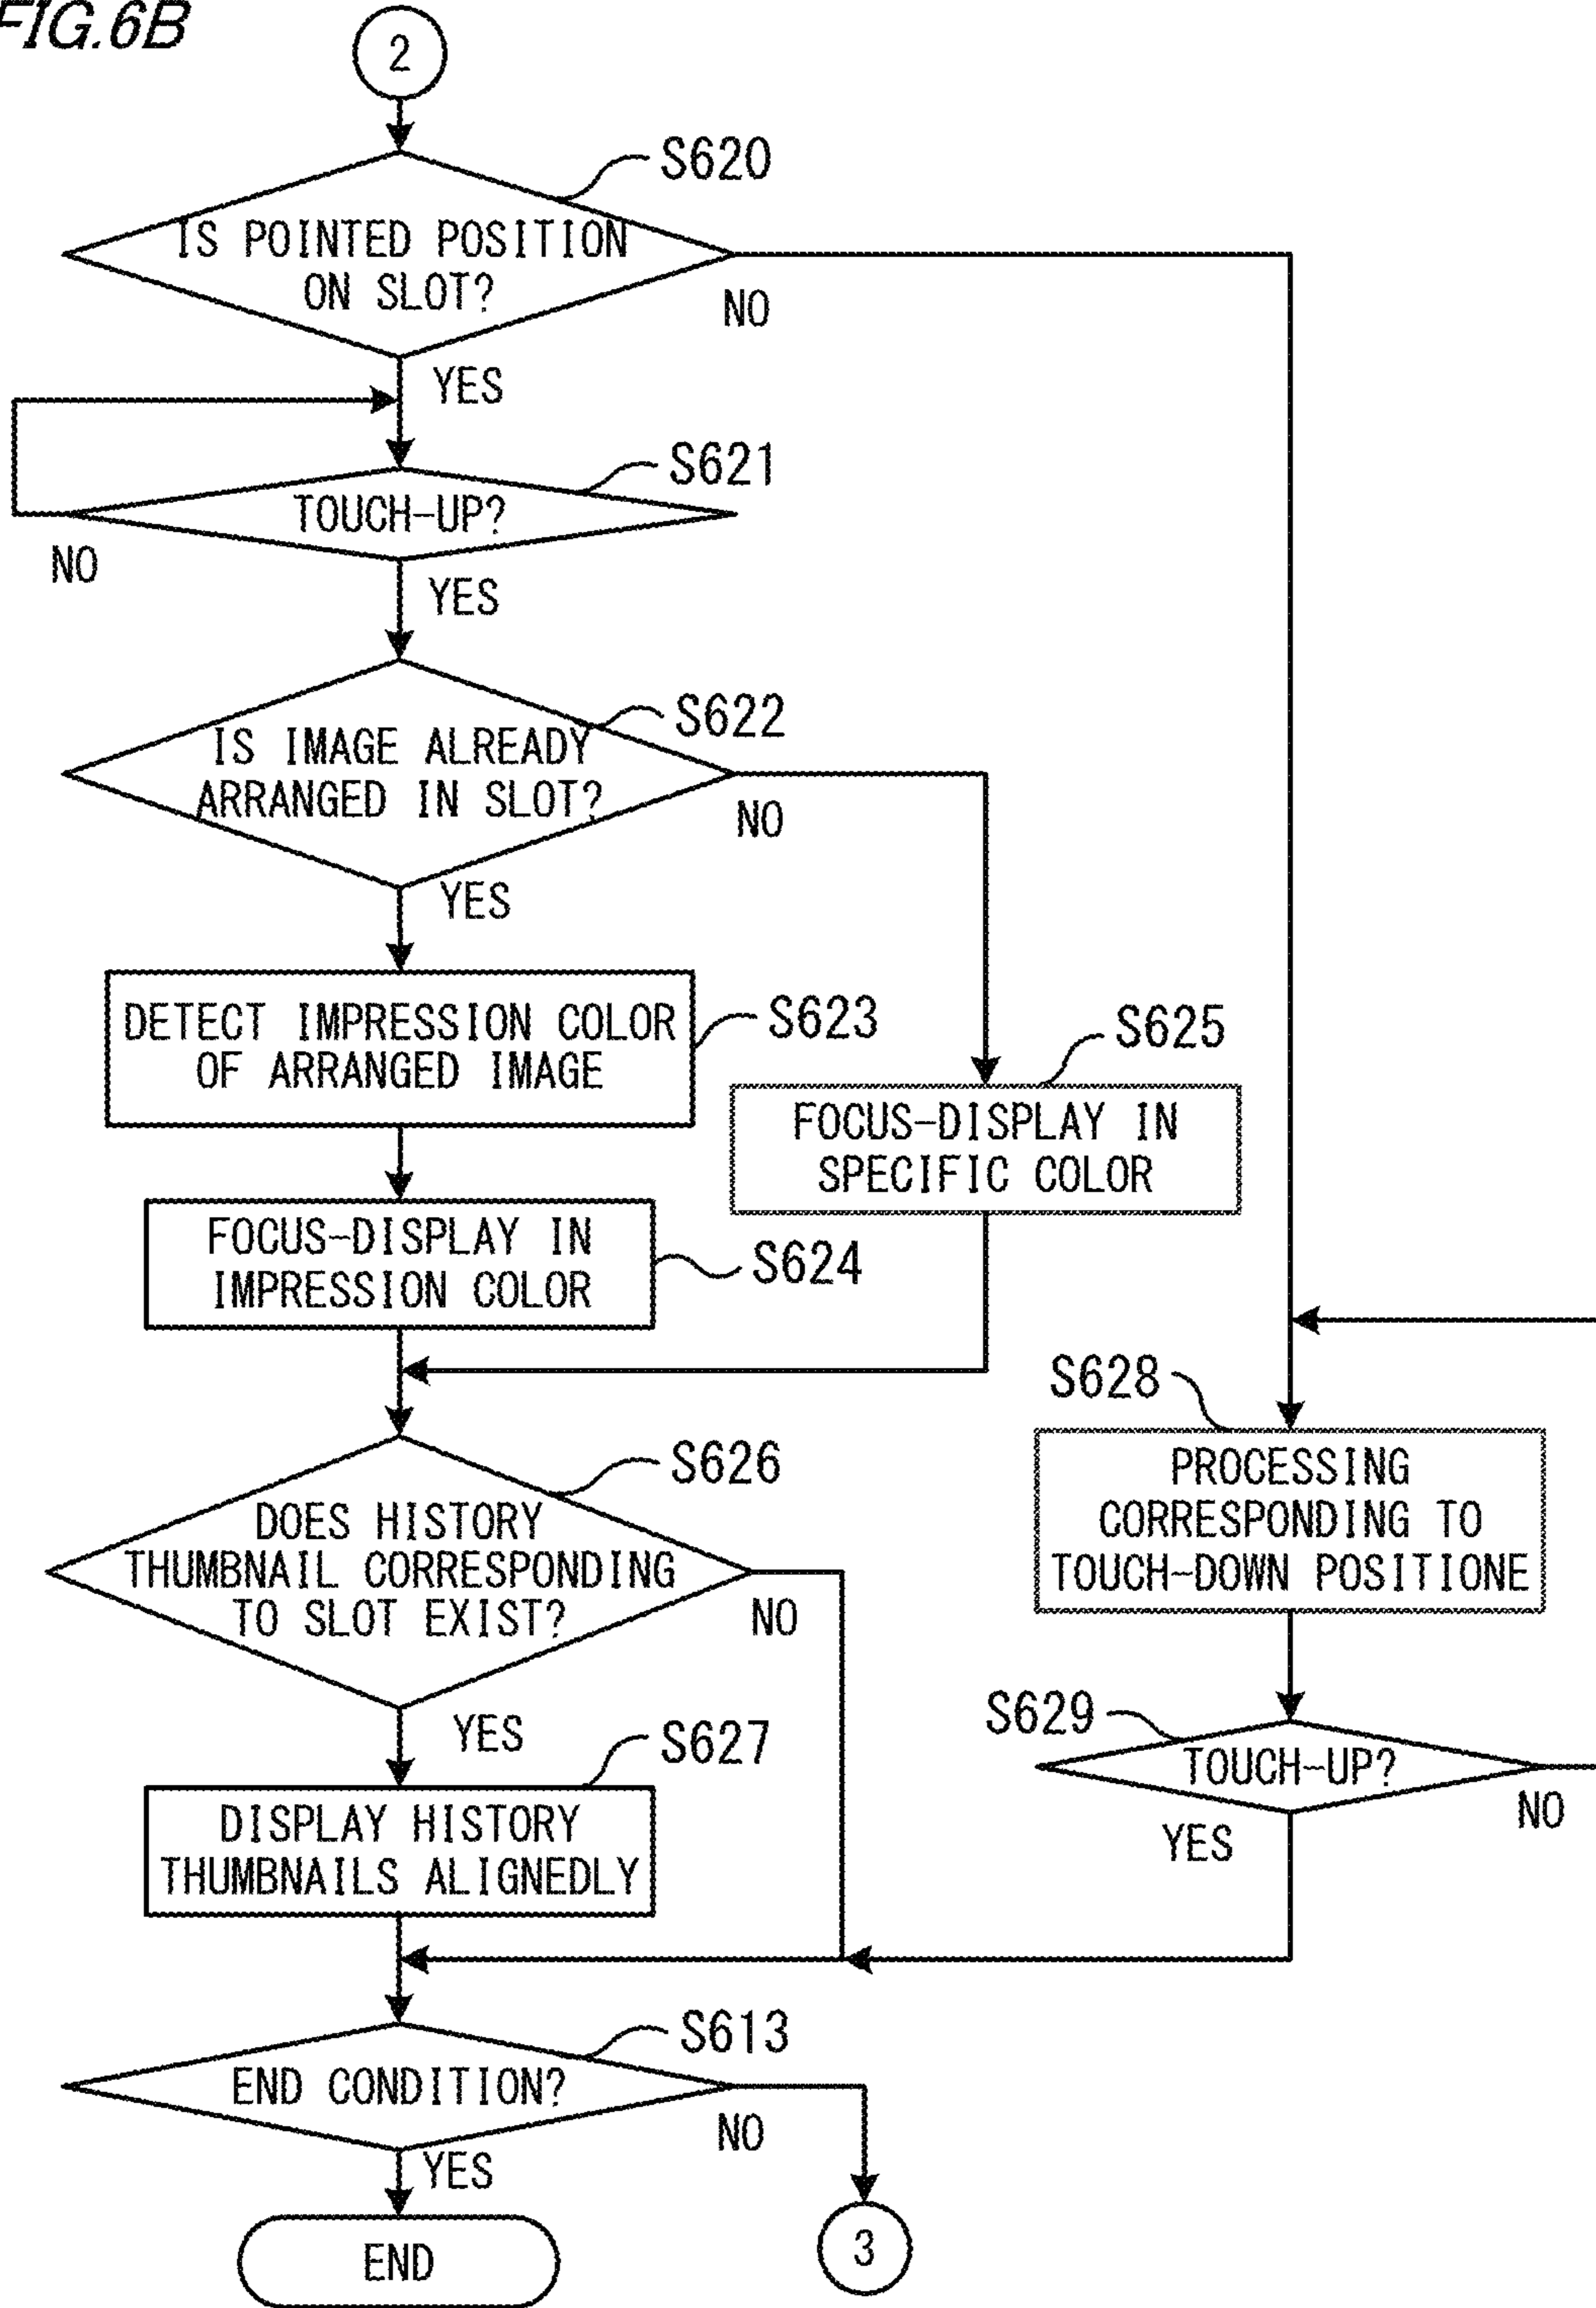 FIG.6B
2
S620
IS POINTED POSITION
ON SLOT?
NO
YES
S621
TOUCH-UP?
NO
YES
S622
IS IMAGE ALREADY
ARRANGED IN SLOT?
NO
YES
DETECT IMPRESSION COLOR
OF ARRANGED IMAGE
S623
S625
FOCUS-DISPLAY IN
SPECIFIC COLOR
FOCUS-DISPLAY IN
IMPRESSION COLOR
S624
S628
PROCESSING
CORRESPONDING TO
TOUCH-DOWN POSITIONE
S626
DOES HISTORY
THUMBNAIL CORRESPONDING
TO SLOT EXIST?
NO
YES
S629
TOUCH-UP?
NO
YES
S627
DISPLAY HISTORY
THUMBNAILS ALIGNEDLY
S613
END CONDITION?
NO
YES
END
3